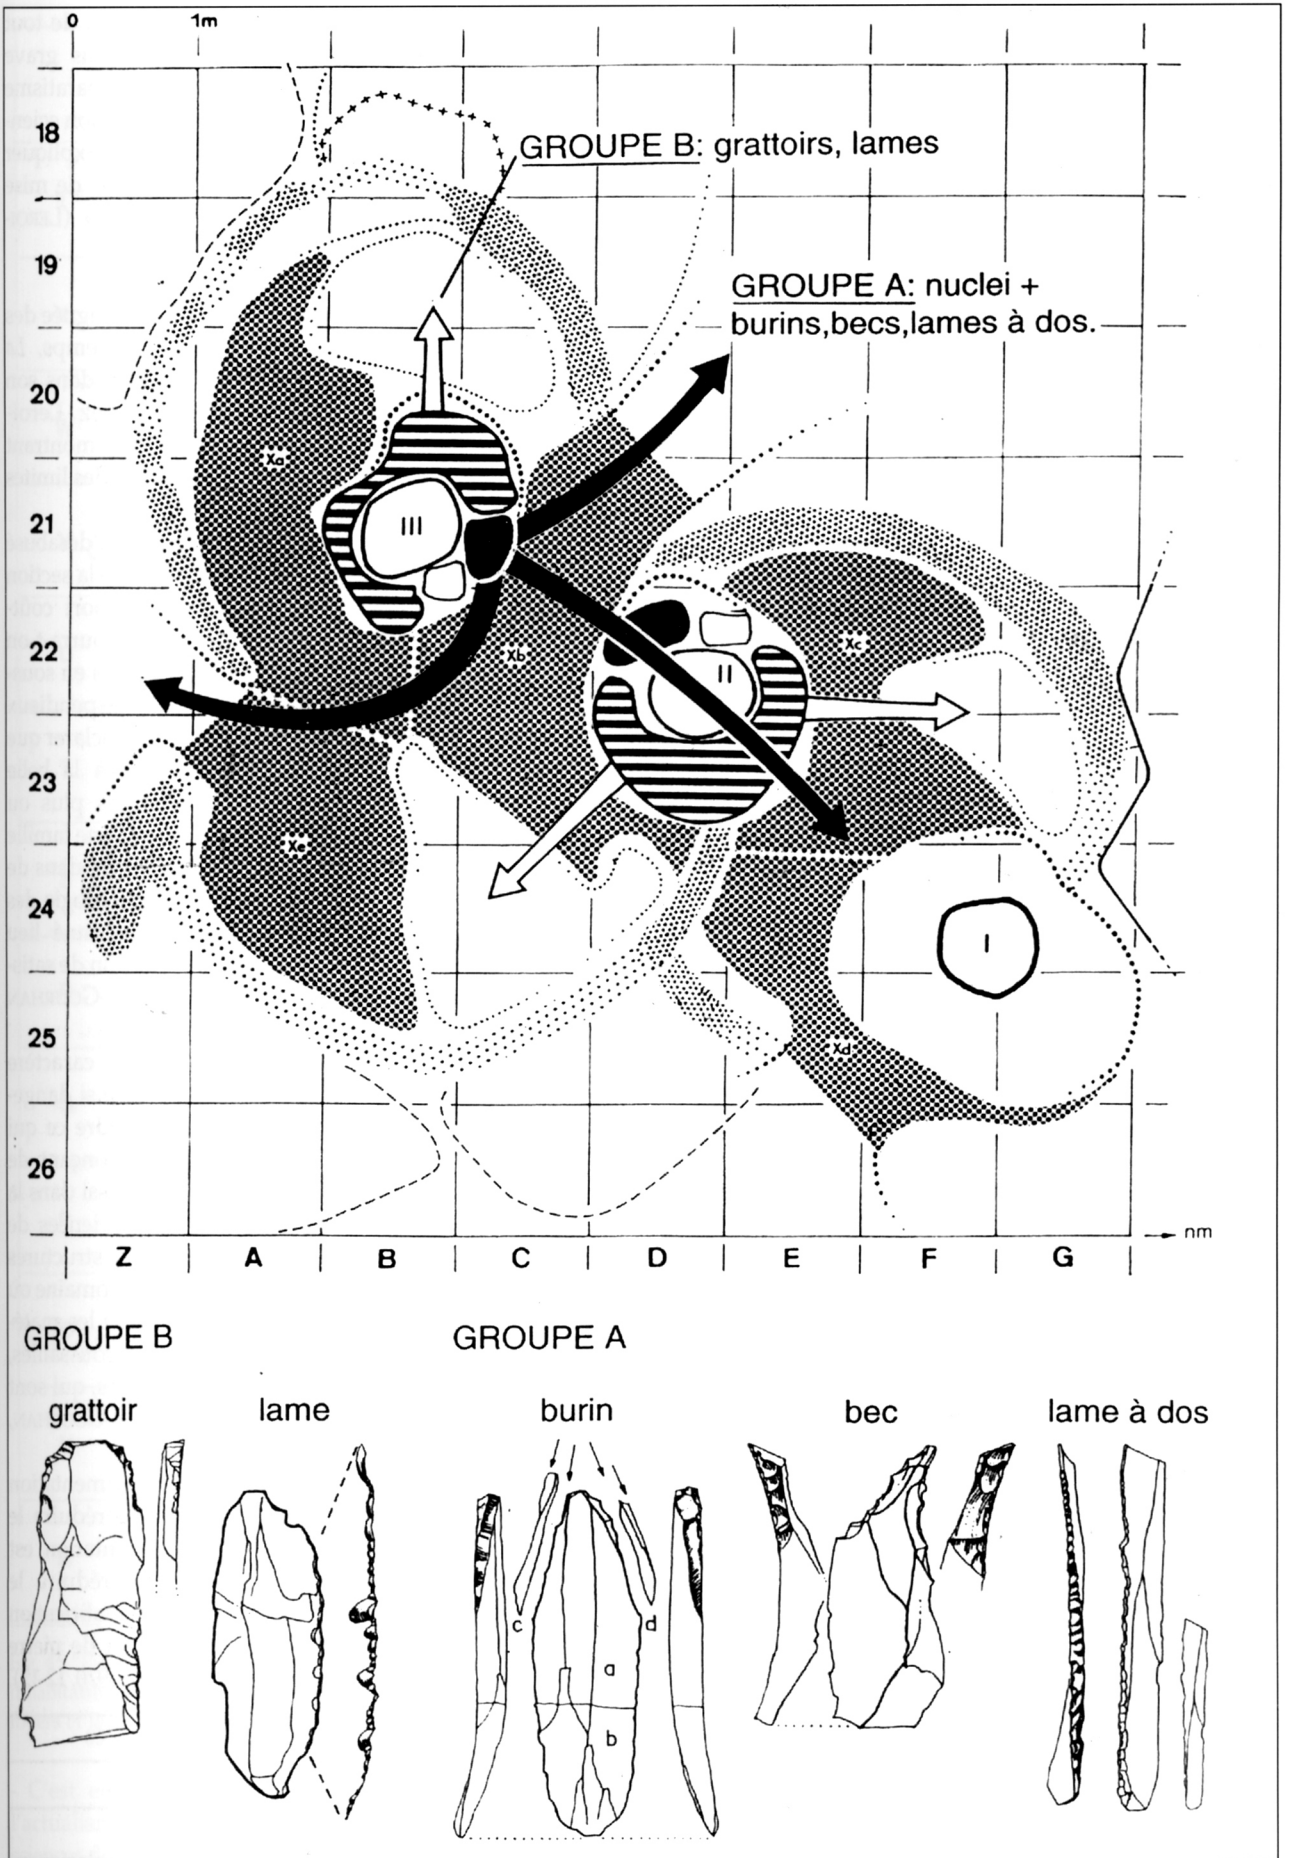 0 1m
18
GROUPE B: grattoirs, lames
19
GROUPE A: nuclei +
burins,becs,lames à dos.
20
Xa
21
III
22
Xb
II
Xc
23
Xe
24
I
25
Xd
26
nm
Z A B C D E F G
GROUPE B GROUPE A
grattoir lame burin bec lame à dos
c d
a
b